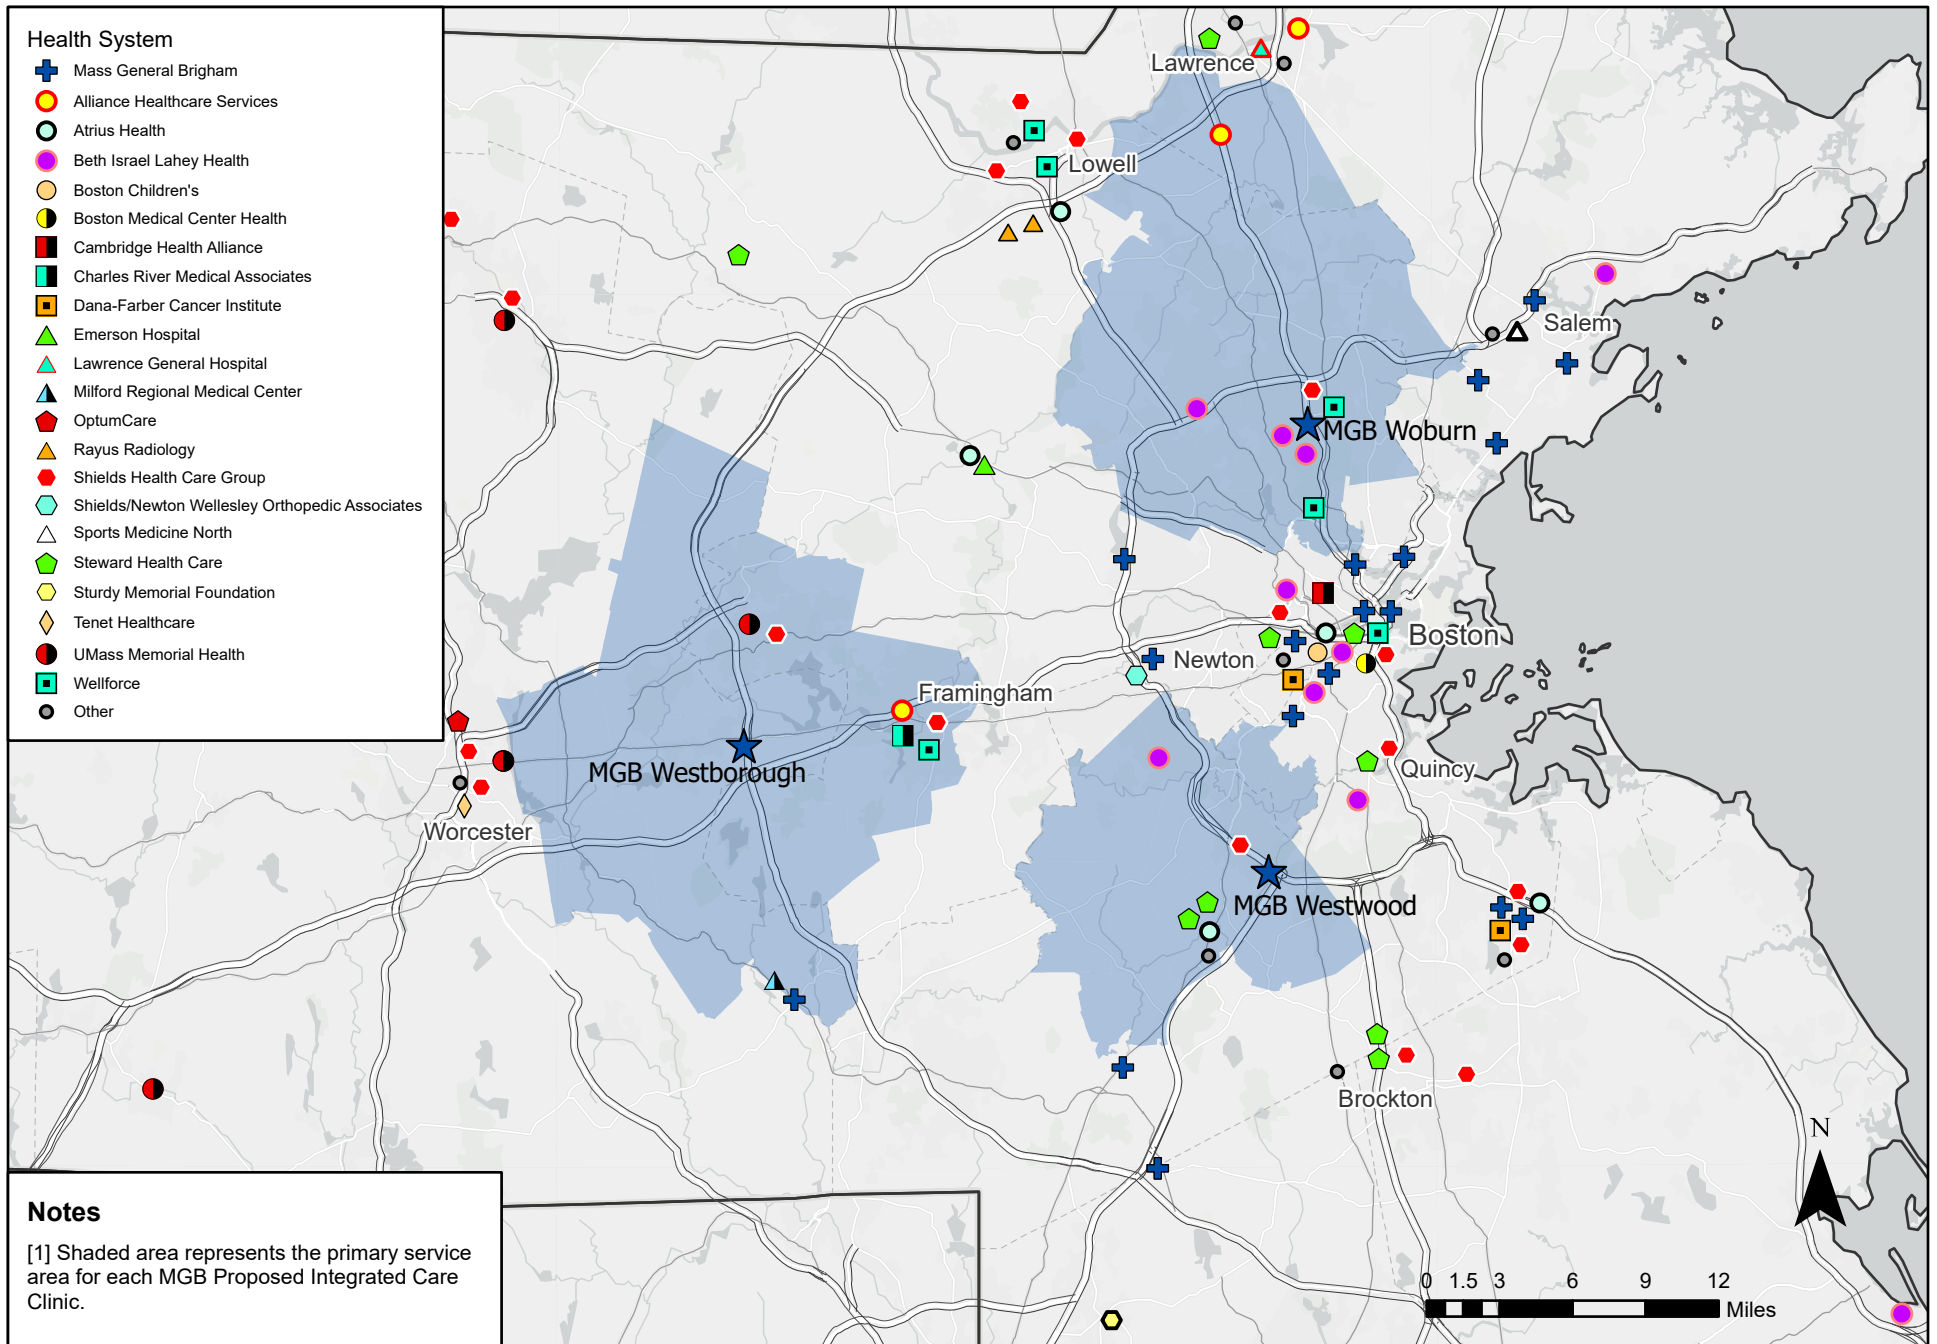 Health System
Mass General Brigham
Alliance Healthcare Services
Atrius Health
Beth Israel Lahey Health
Boston Children's
Boston Medical Center Health
Cambridge Health Alliance
Charles River Medical Associates
Dana-Farber Cancer Institute
Emerson Hospital
Lawrence General Hospital
Milford Regional Medical Center
OptumCare
Rayus Radiology
Shields Health Care Group
Shields/Newton Wellesley Orthopedic Associates
Sports Medicine North
Steward Health Care
Sturdy Memorial Foundation
Tenet Healthcare
UMass Memorial Health
Wellforce
Other
Lawrence
Lowell
Salem
MGB Woburn
Boston
Newton
Framingham
MGB Westborough
Quincy
Worcester
MGB Westwood
Brockton
N
Notes
[1] Shaded area represents the primary service
area for each MGB Proposed Integrated Care
Clinic.
0 1.5 3 6 9 12
Miles